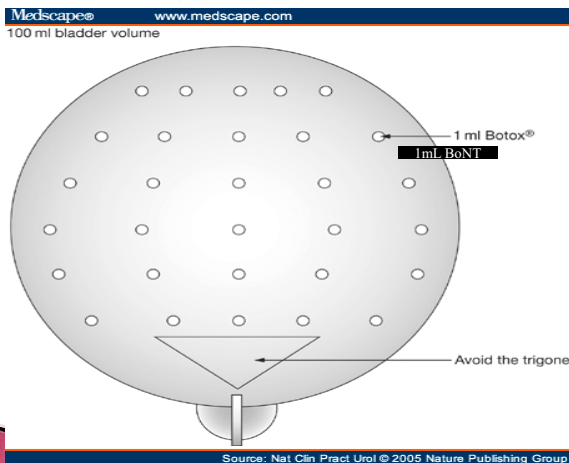 Medscape® www.medscape.com
100 ml bladder volume
1 ml Botox®
1mL BoNT
Avoid the trigone
Source: Nat Clin Pract Urol © 2005 Nature Publishing Group